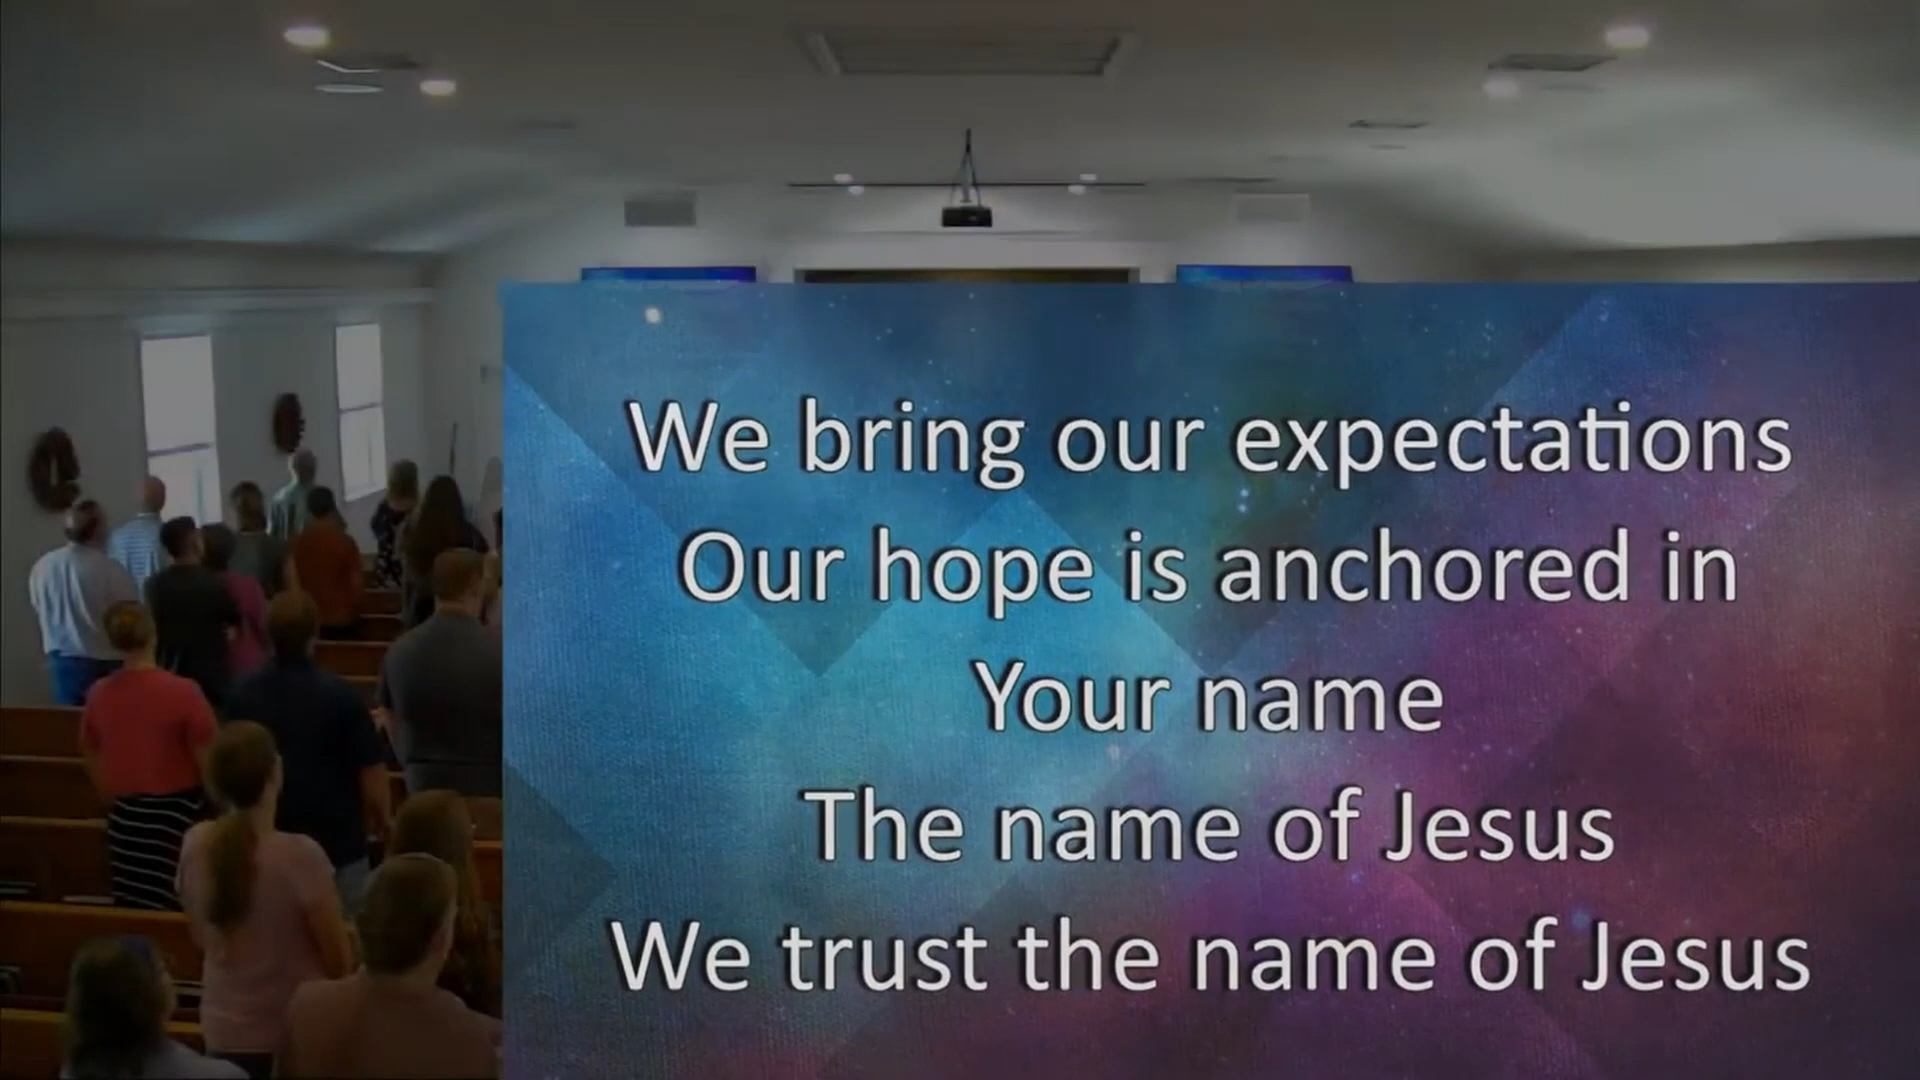 We bring our expectations
Our hope is anchored in
Your name
The name of Jesus
We trust the name of Jesus